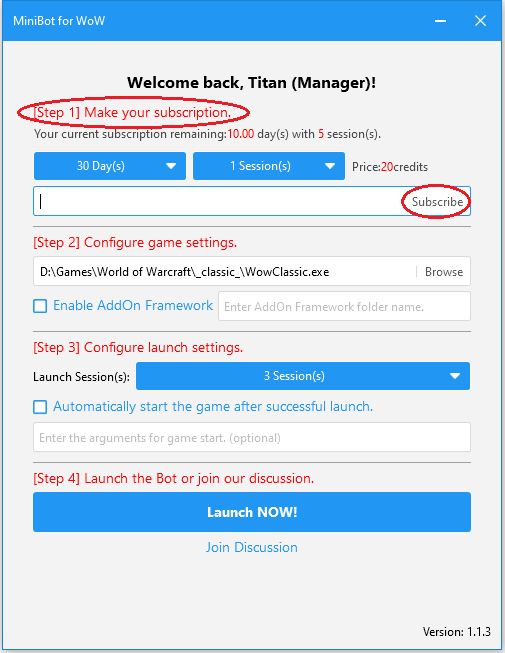 MiniBot for WoW
Welcome back, Titan (Manager)!
[Step 1] Make your subscription.
Your current subscription remaining:10.00 day(s) with 5 session(s).
30 Day(s) 1 Session(s) Price:20credits
Subscribe
[Step 2] Configure game settings.
D:\Games\World of Warcraft\_classic_\WowClassic.exe Browse
Enable AddOn Framework Enter AddOn Framework folder name.
[Step 3] Configure launch settings.
Launch Session(s): 3 Session(s)
Automatically start the game after successful launch.
Enter the arguments for game start. (optional)
[Step 4] Launch the Bot or join our discussion.
Launch NOW!
Join Discussion
Version: 1.1.3